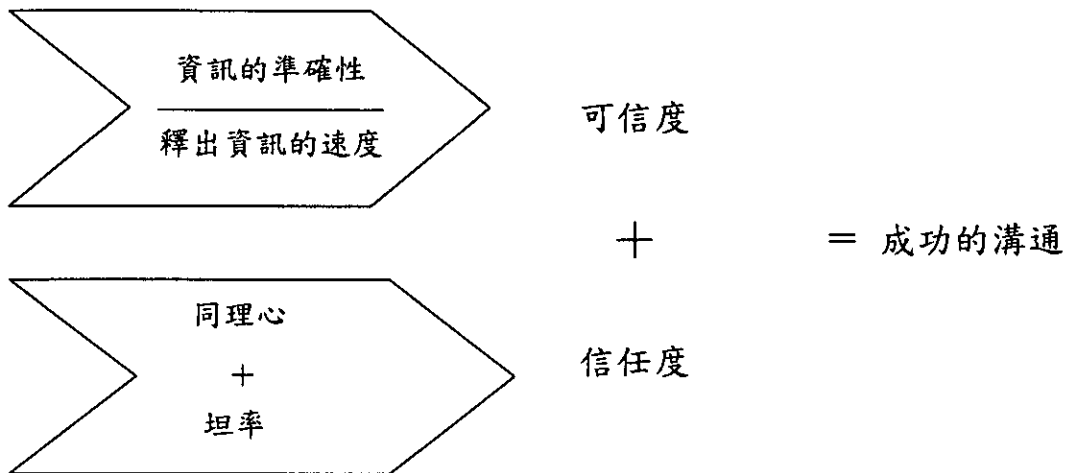 資訊的準確性
釋出資訊的速度
可信度
+
= 成功的溝通
同理心
+
坦率
信任度